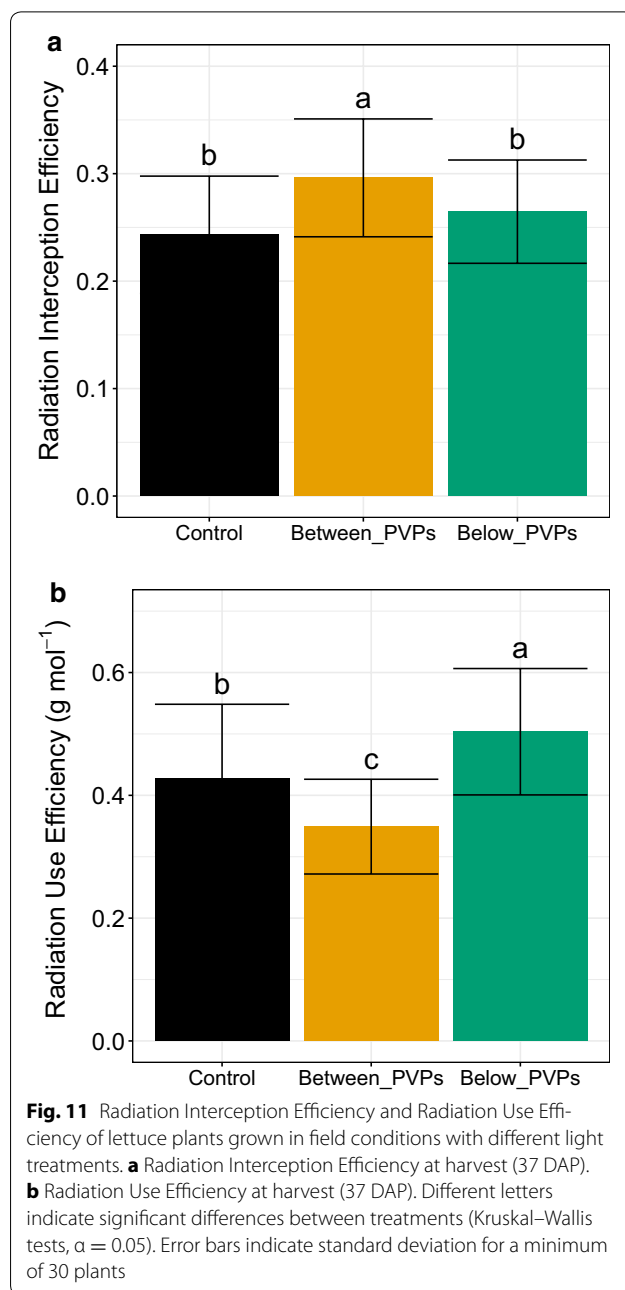 a
Radiation Interception Efficiency
0.4
0.3
0.2
0.1
0.0
b
a
b
Control Between_PVPs Below_PVPs
b
Radiation Use Efficiency (g mol⁻¹)
0.6
0.4
0.2
0.0
b
c
a
Control Between_PVPs Below_PVPs
Fig. 11 Radiation Interception Efficiency and Radiation Use Effi-
ciency of lettuce plants grown in field conditions with different light
treatments. a Radiation Interception Efficiency at harvest (37 DAP).
b Radiation Use Efficiency at harvest (37 DAP). Different letters
indicate significant differences between treatments (Kruskal–Wallis
tests, α = 0.05). Error bars indicate standard deviation for a minimum
of 30 plants